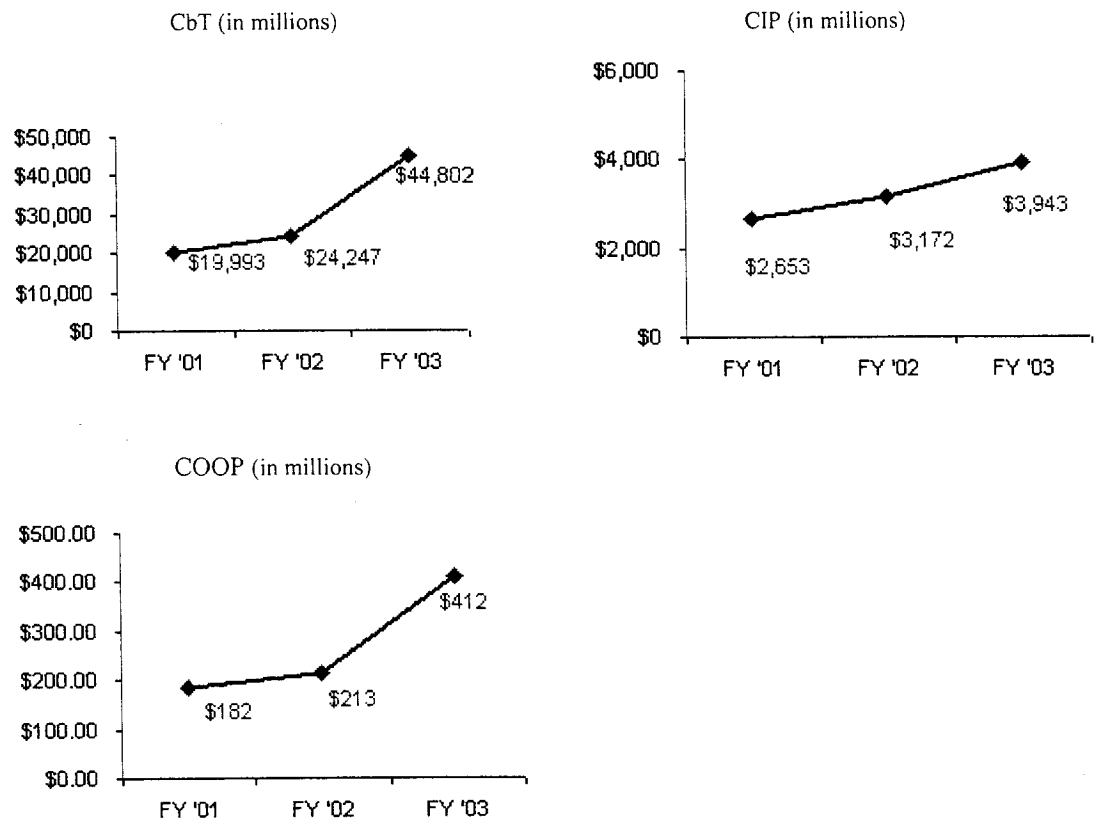 CbT (in millions)
$50,000
$40,000
$30,000
$20,000
$10,000
$0
$19,993
$24,247
$44,802
FY '01
FY '02
FY '03
CIP (in millions)
$6,000
$4,000
$2,000
$0
$2,653
$3,172
$3,943
FY '01
FY '02
FY '03
COOP (in millions)
$500.00
$400.00
$300.00
$200.00
$100.00
$0.00
$182
$213
$412
FY '01
FY '02
FY '03